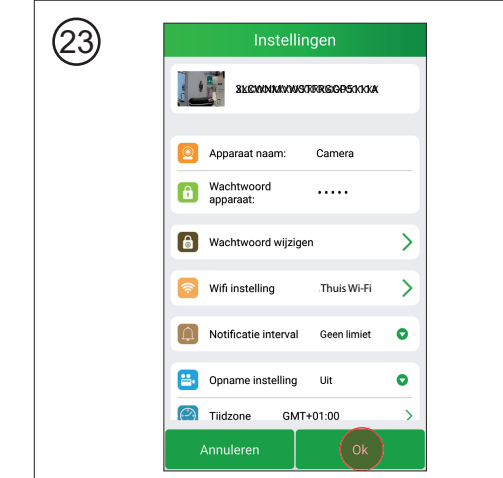 23
Instellingen
Apparaat naam: Camera
Wachtwoord
apparaat: •••••
Wachtwoord wijzigen
Wifi instelling Thuis Wi-Fi
Notificatie interval Geen limiet
Opname instelling Uit
Tijdzone GMT+01:00
Annuleren Ok